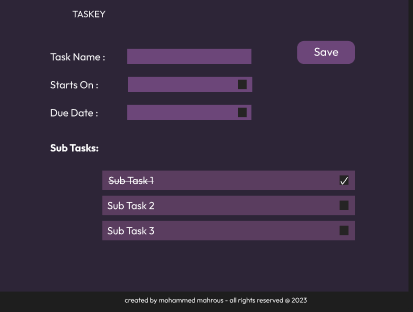 TASKEY
Task Name :
Save
Starts On :
Due Date :
Sub Tasks:
Sub Task 1
Sub Task 2
Sub Task 3
created by mohammed mahrous - all rights reserved @ 2023